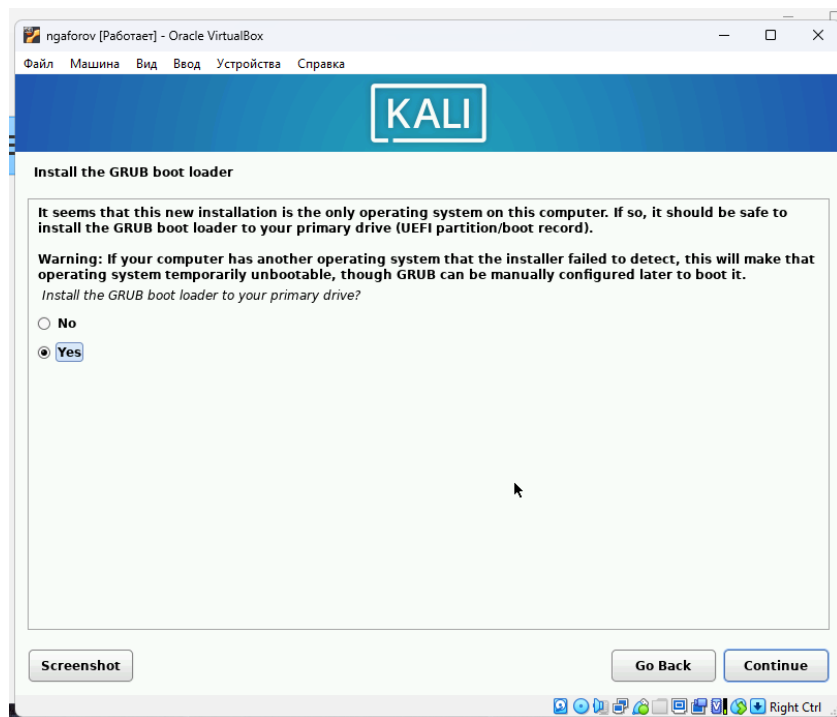 ngaforov [Работает] - Oracle VirtualBox
Файл Машина Вид Ввод Устройства Справка
KALI
Install the GRUB boot loader
It seems that this new installation is the only operating system on this computer. If so, it should be safe to
install the GRUB boot loader to your primary drive (UEFI partition/boot record).
Warning: If your computer has another operating system that the installer failed to detect, this will make that
operating system temporarily unbootable, though GRUB can be manually configured later to boot it.
Install the GRUB boot loader to your primary drive?
No
Yes
Screenshot
Go Back
Continue
Right Ctrl